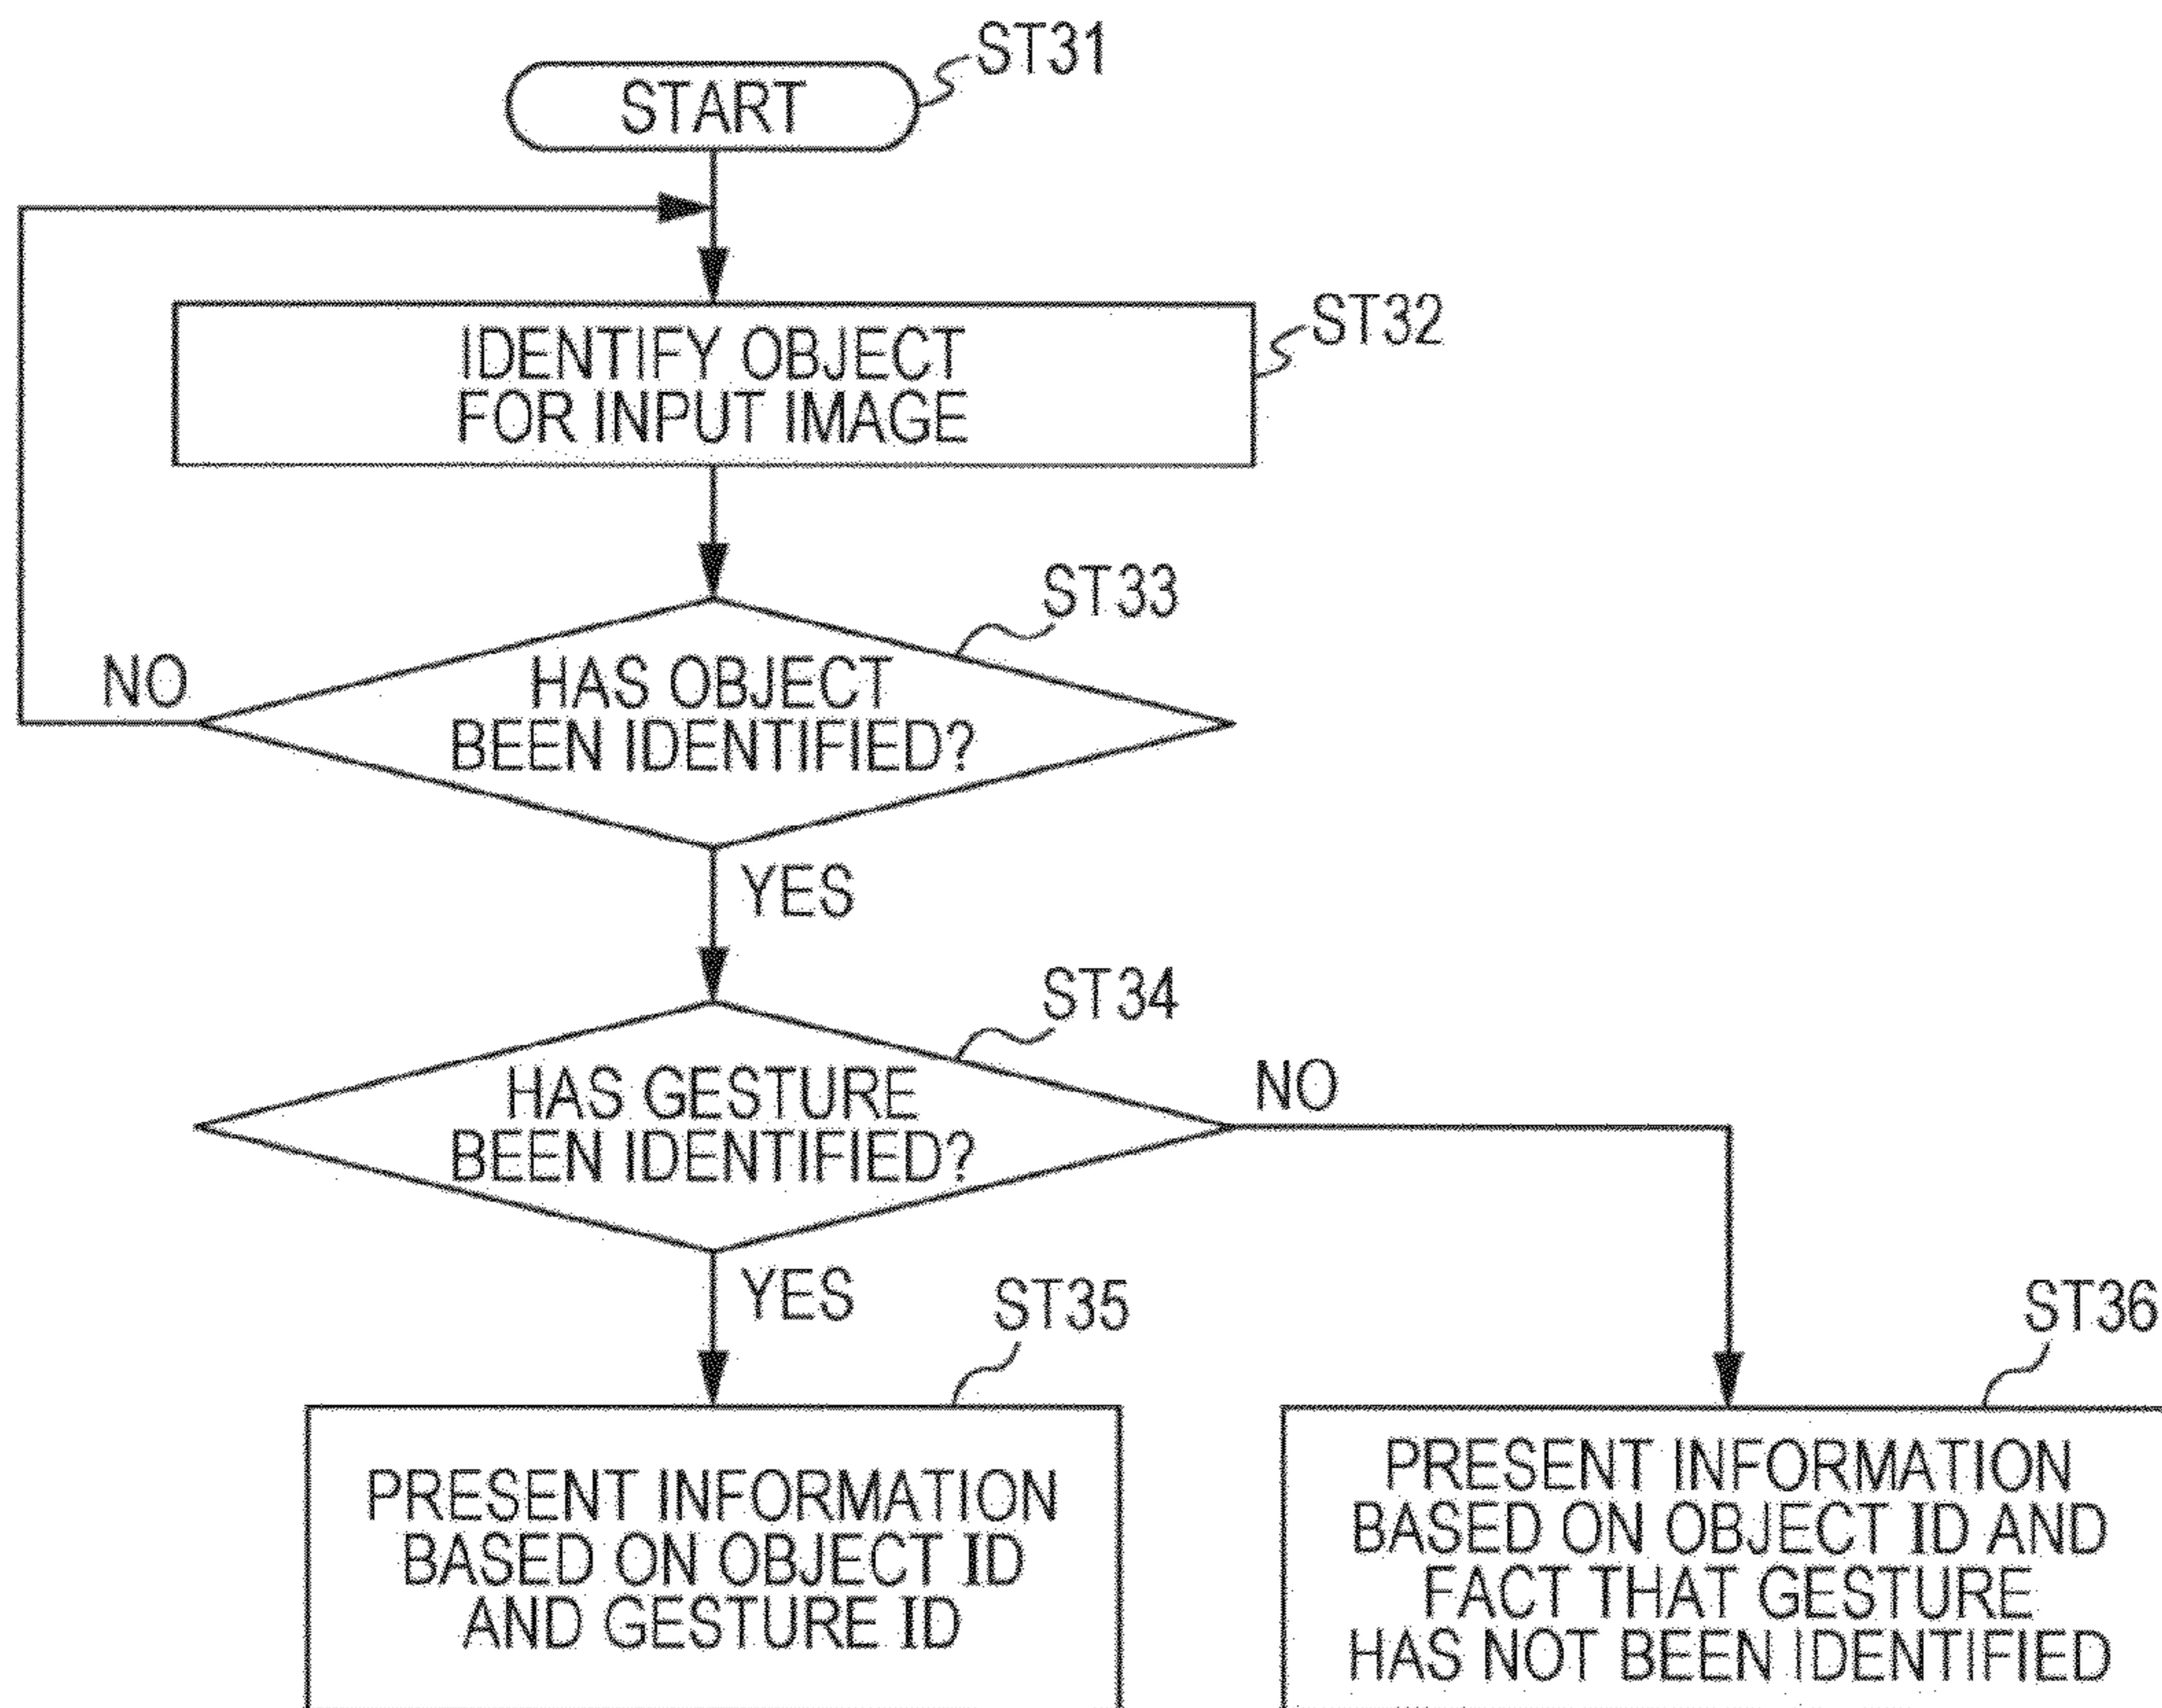 ST31
START
ST32
IDENTIFY OBJECT
FOR INPUT IMAGE
ST33
NO
HAS OBJECT
BEEN IDENTIFIED?
YES
ST34
NO
HAS GESTURE
BEEN IDENTIFIED?
YES
ST35
ST36
PRESENT INFORMATION
BASED ON OBJECT ID
AND GESTURE ID
PRESENT INFORMATION
BASED ON OBJECT ID AND
FACT THAT GESTURE
HAS NOT BEEN IDENTIFIED